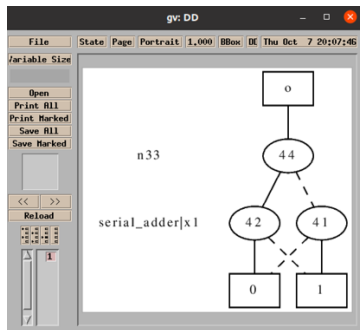 gv: DD
File State Page Portrait 1.000 BBox Thu Oct 7 20:07:46
Variable Size
Open
Print All
Print Marked
Save All
Save Marked
<< >>
Reload
1
o
n33 44
serial_adder|x1 42 41
0 1